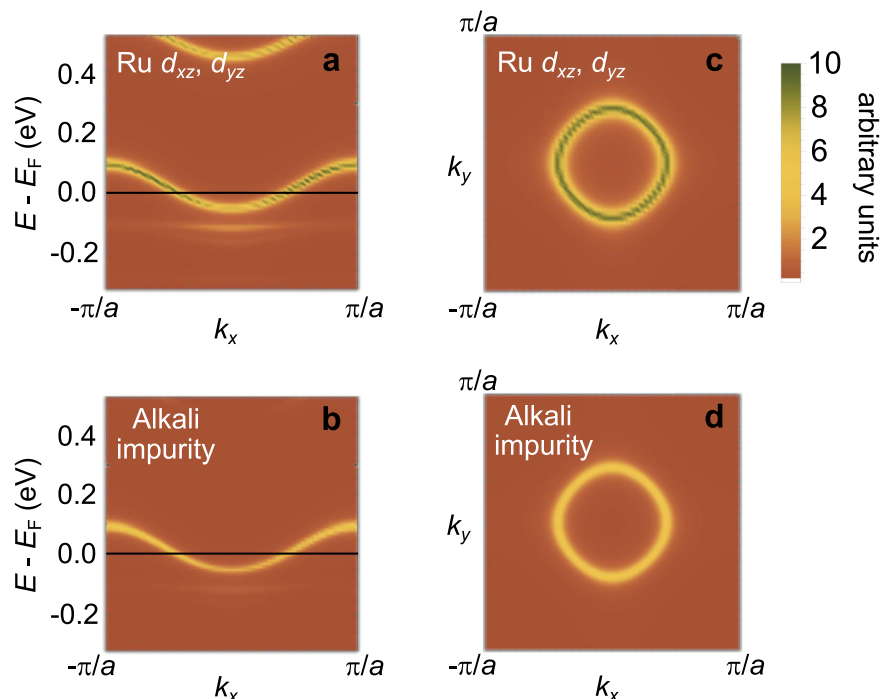 Ru dxz, dyz
a
E - EF (eV)
0.4
0.2
0.0
-0.2
-π/a
π/a
kx
π/a
Ru dxz, dyz
c
ky
-π/a
π/a
10
8
6
4
2
arbitrary units
Alkali
impurity
b
E - EF (eV)
0.4
0.2
0.0
-0.2
-π/a
π/a
kx
π/a
Alkali
impurity
d
ky
-π/a
π/a
kx